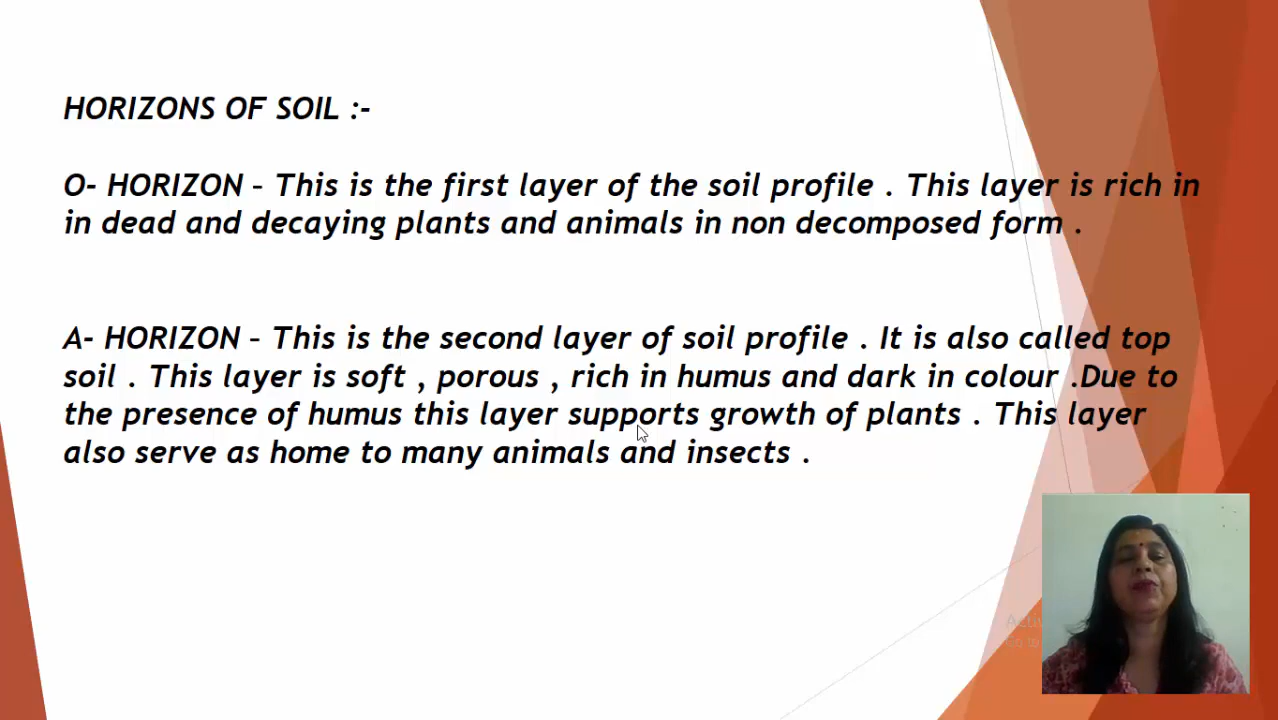 HORIZONS OF SOIL :-
O- HORIZON – This is the first layer of the soil profile . This layer is rich in
in dead and decaying plants and animals in non decomposed form .
A- HORIZON – This is the second layer of soil profile . It is also called top
soil . This layer is soft , porous , rich in humus and dark in colour .Due to
the presence of humus this layer supports growth of plants . This layer
also serve as home to many animals and insects .